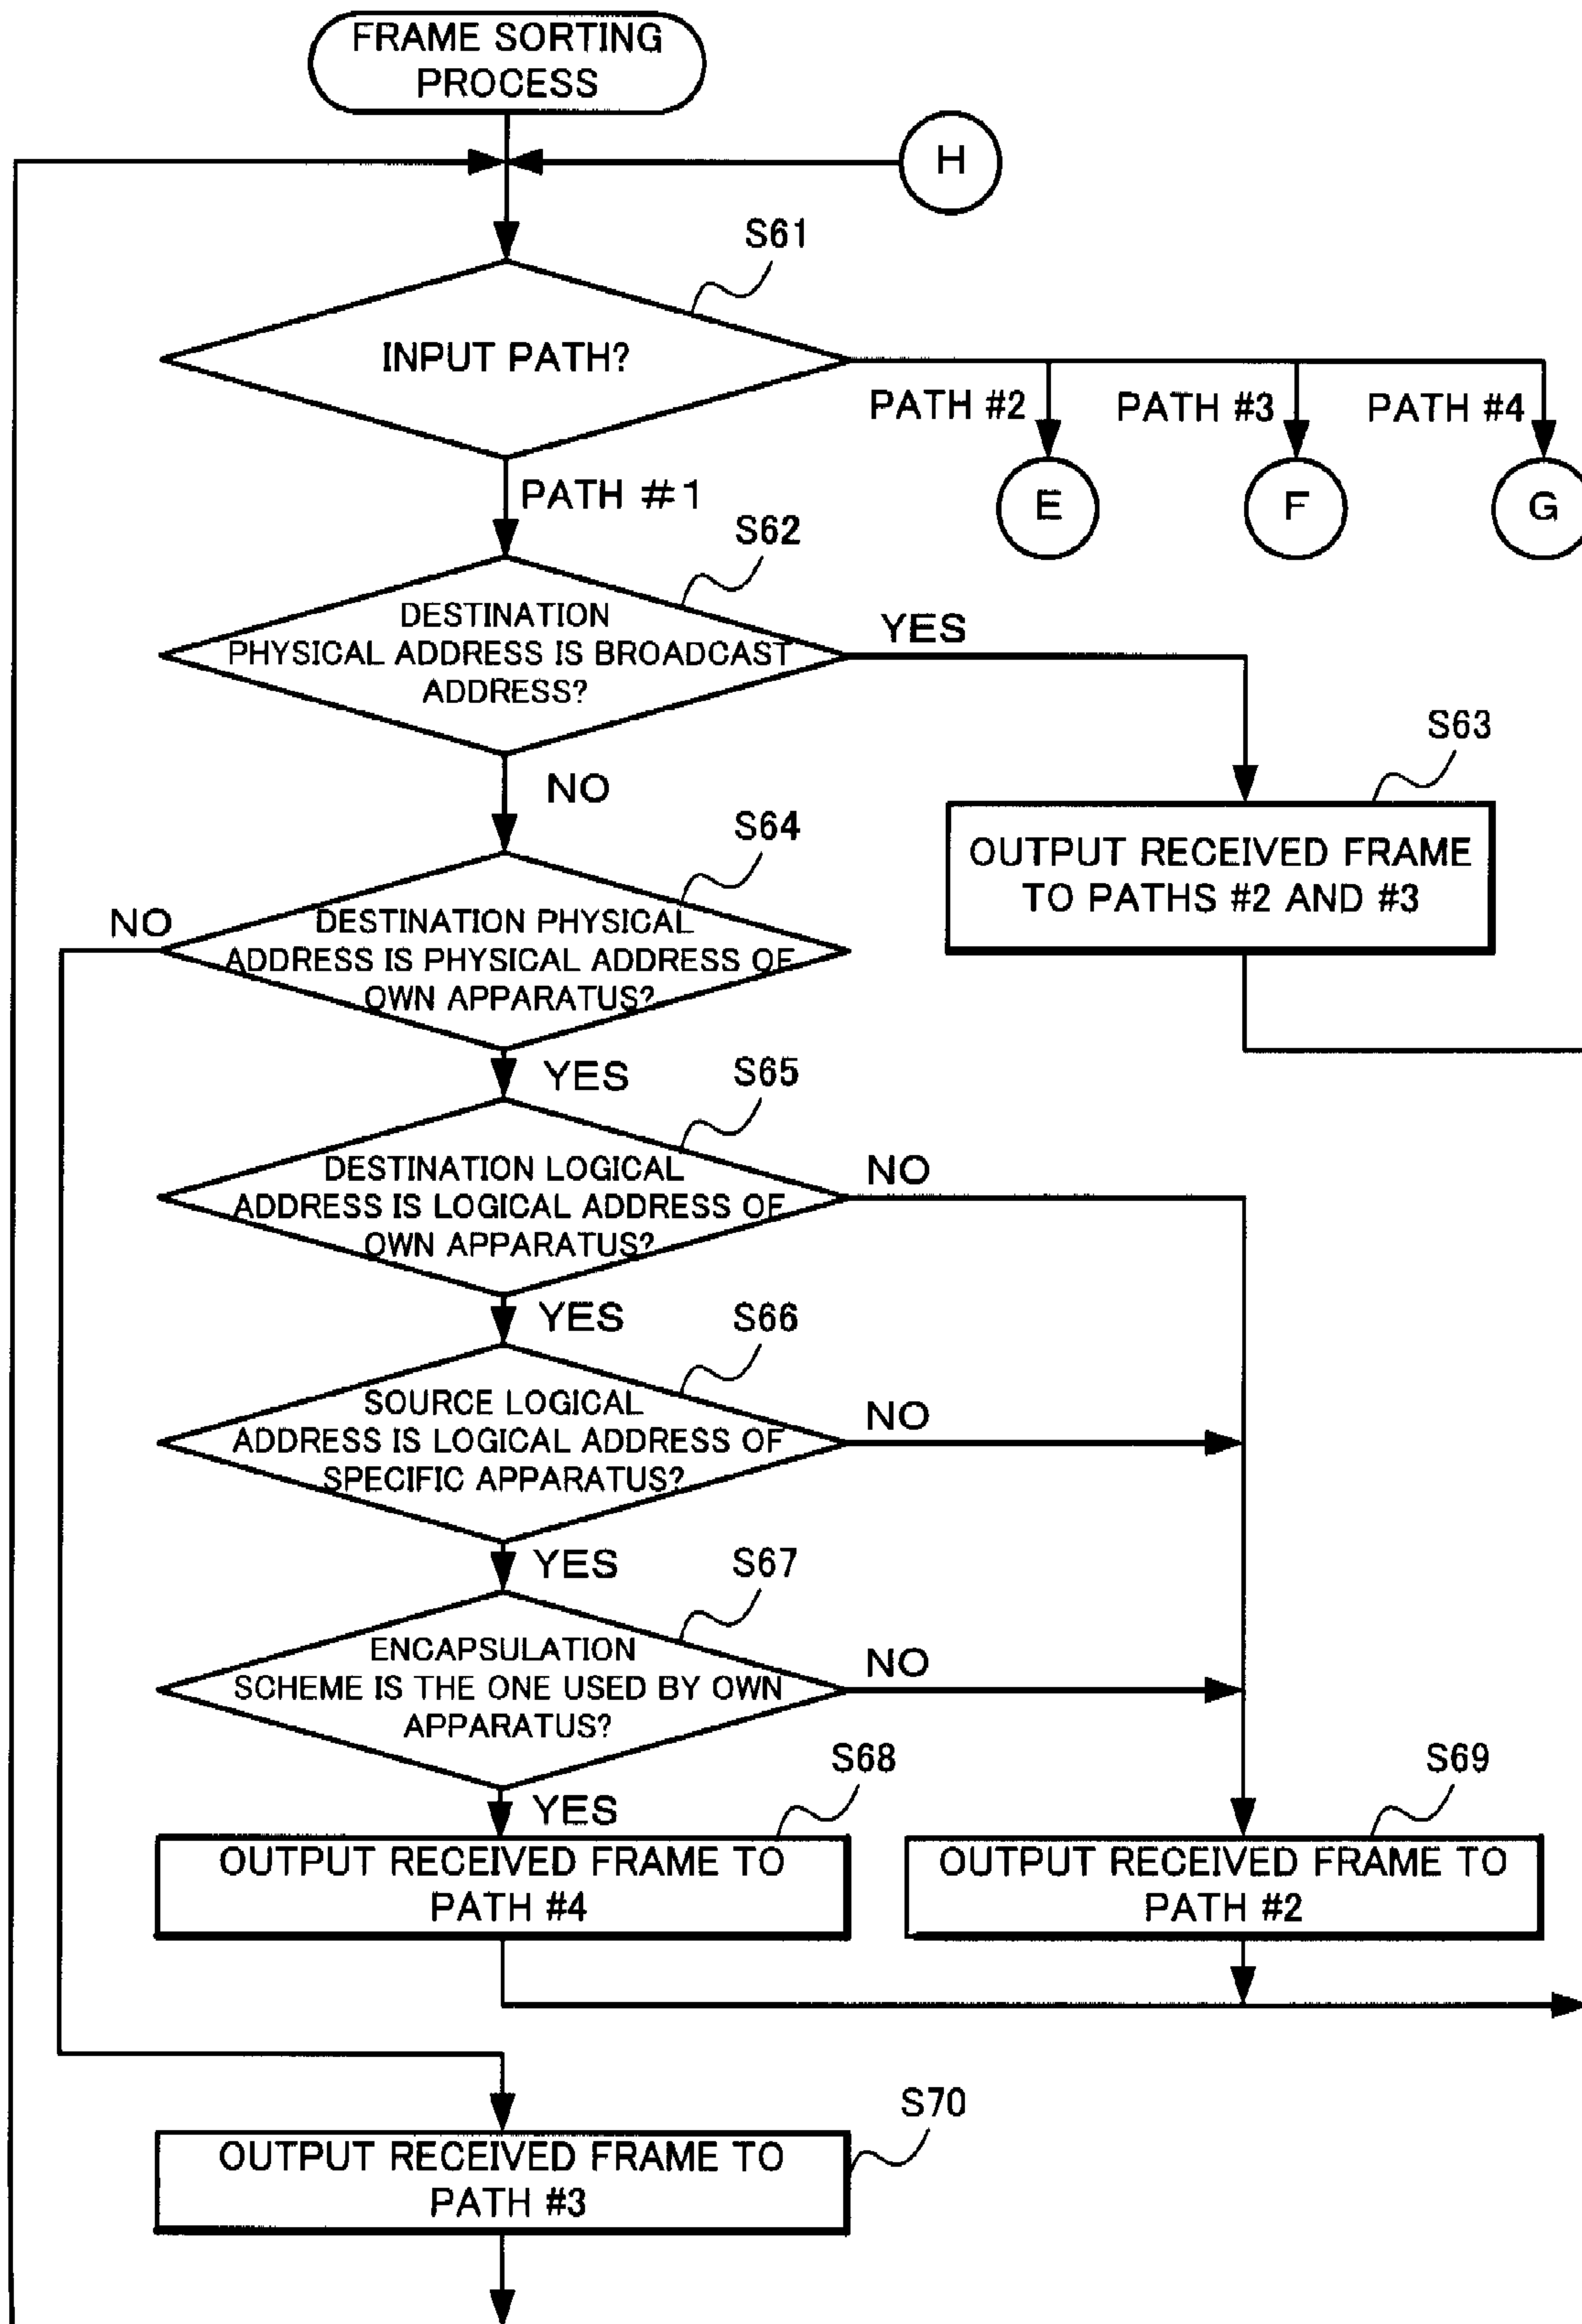 FRAME SORTING
PROCESS
H
S61
INPUT PATH?
PATH #2
PATH #3
PATH #4
E
F
G
PATH #1
S62
DESTINATION
PHYSICAL ADDRESS IS BROADCAST
ADDRESS?
YES
NO
S63
OUTPUT RECEIVED FRAME
TO PATHS #2 AND #3
S64
NO
DESTINATION PHYSICAL
ADDRESS IS PHYSICAL ADDRESS OF
OWN APPARATUS?
YES
S65
DESTINATION LOGICAL
ADDRESS IS LOGICAL ADDRESS OF
OWN APPARATUS?
NO
YES
S66
SOURCE LOGICAL
ADDRESS IS LOGICAL ADDRESS OF
SPECIFIC APPARATUS?
NO
YES
S67
ENCAPSULATION
SCHEME IS THE ONE USED BY OWN
APPARATUS?
NO
YES
S68
OUTPUT RECEIVED FRAME TO
PATH #4
S69
OUTPUT RECEIVED FRAME TO
PATH #2
S70
OUTPUT RECEIVED FRAME TO
PATH #3